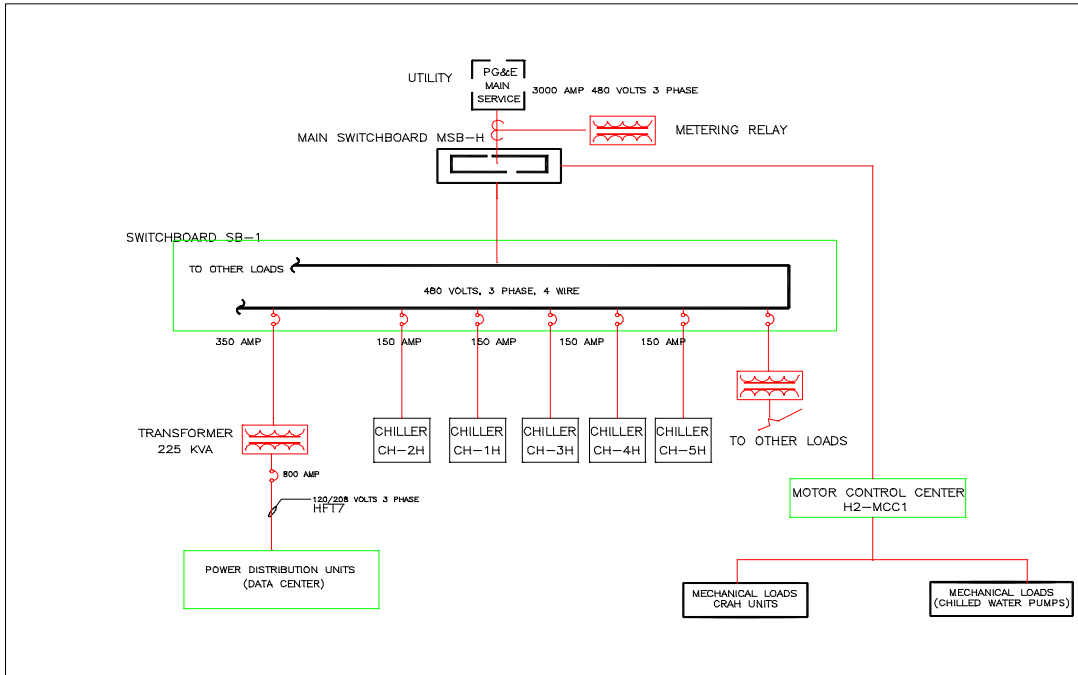 UTILITY
PG&E
MAIN
SERVICE
3000 AMP 480 VOLTS 3 PHASE
MAIN SWITCHBOARD MSB-H
METERING RELAY
SWITCHBOARD SB-1
TO OTHER LOADS
480 VOLTS, 3 PHASE, 4 WIRE
350 AMP
150 AMP
150 AMP
150 AMP
150 AMP
TRANSFORMER
225 KVA
CHILLER
CH-2H
CHILLER
CH-1H
CHILLER
CH-3H
CHILLER
CH-4H
CHILLER
CH-5H
TO OTHER LOADS
800 AMP
120/208 VOLTS 3 PHASE
HFT7
MOTOR CONTROL CENTER
H2-MCC1
POWER DISTRIBUTION UNITS
(DATA CENTER)
MECHANICAL LOADS
CRAH UNITS
MECHANICAL LOADS
(CHILLED WATER PUMPS)